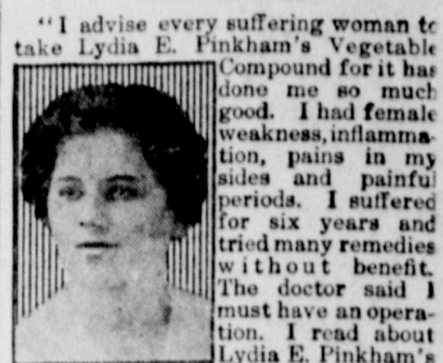 "I advise every suffering woman to
take Lydia E. Pinkham's Vegetable
Compound for it has
done me so much
good. I had female
weakness, inflamma-
tion, pains in my
sides and painful
periods. I suffered
for six years and
tried many remedies
without benefit.
The doctor said I
must have an opera-
tion. I read about
Lydia E. Pinkham's